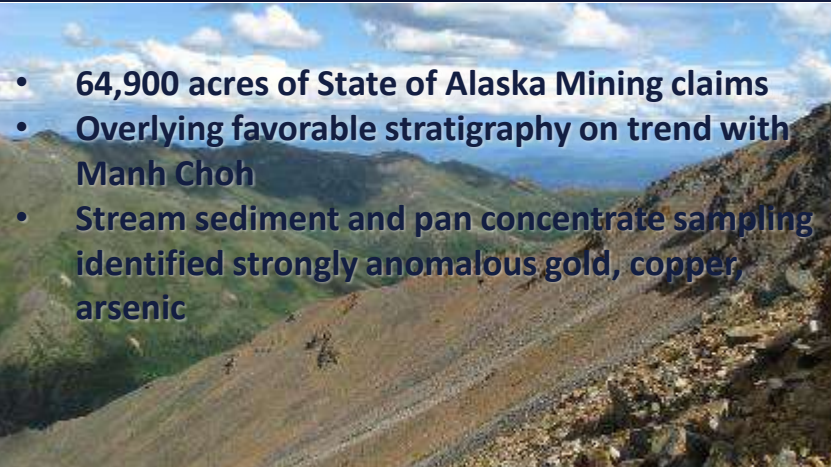 • 64,900 acres of State of Alaska Mining claims
• Overlying favorable stratigraphy on trend with
Manh Choh
• Stream sediment and pan concentrate sampling
identified strongly anomalous gold, copper,
arsenic